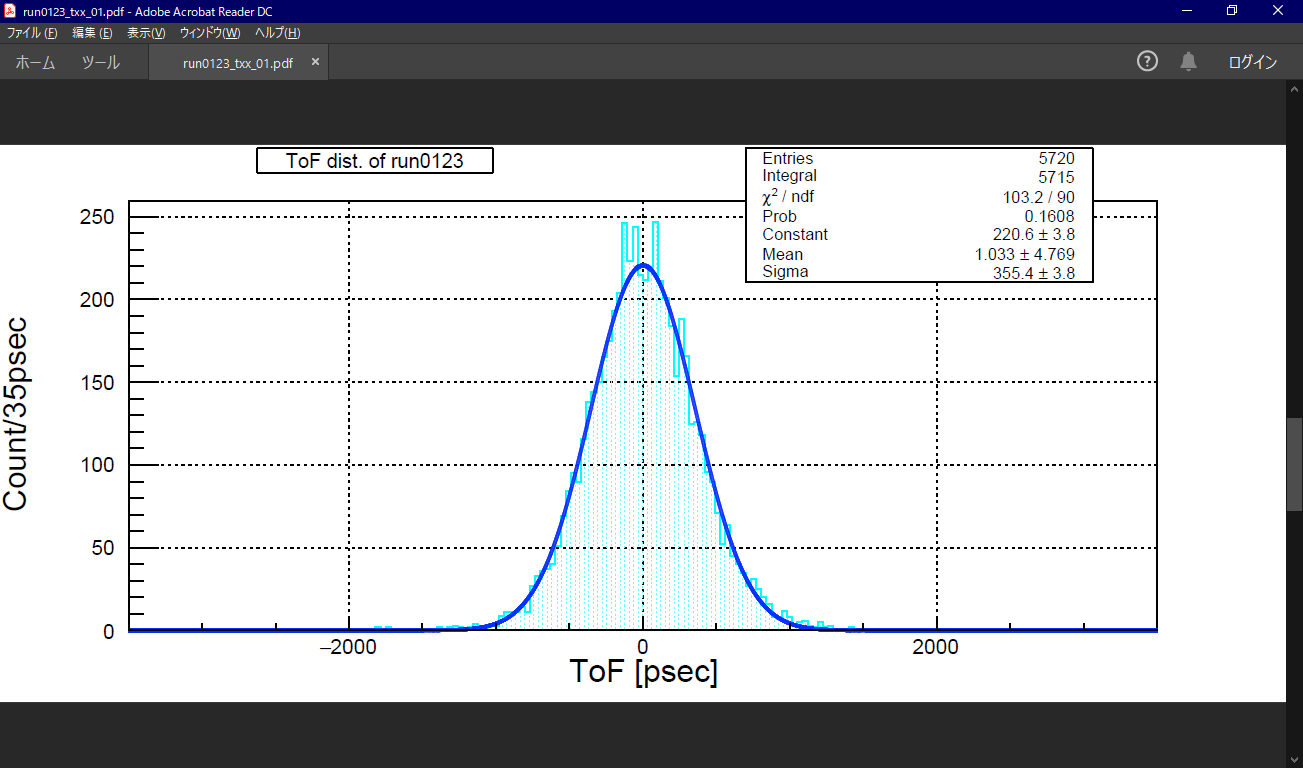 run0123_txx_01.pdf - Adobe Acrobat Reader DC
ファイル (F) 編集 (E) 表示(V) ウィンドウ(W) ヘルプ(H)
ホーム ツール run0123_txx_01.pdf × ? ログイン
ToF dist. of run0123
Entries 5720
Integral 5715
χ² / ndf 103.2 / 90
Prob 0.1608
Constant 220.6 ± 3.8
Mean 1.033 ± 4.769
Sigma 355.4 ± 3.8
Count/35psec
250
200
150
100
50
0
−2000 0 2000
ToF [psec]